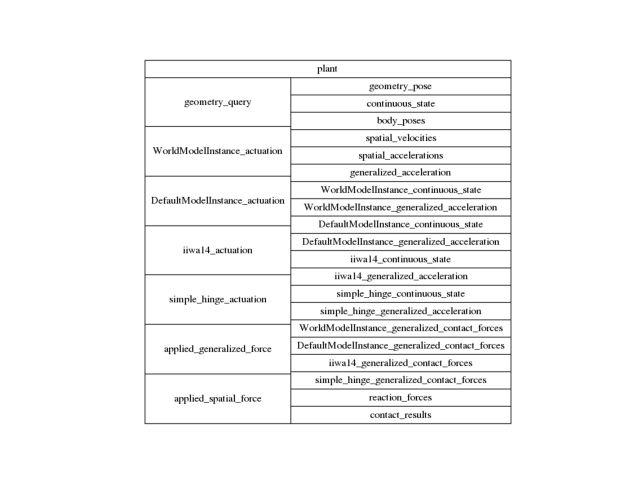 plant
geometry_query
WorldModelInstance_actuation
DefaultModelInstance_actuation
iiwa14_actuation
simple_hinge_actuation
applied_generalized_force
applied_spatial_force
geometry_pose
continuous_state
body_poses
spatial_velocities
spatial_accelerations
generalized_acceleration
WorldModelInstance_continuous_state
WorldModelInstance_generalized_acceleration
DefaultModelInstance_continuous_state
DefaultModelInstance_generalized_acceleration
iiwa14_continuous_state
iiwa14_generalized_acceleration
simple_hinge_continuous_state
simple_hinge_generalized_acceleration
WorldModelInstance_generalized_contact_forces
DefaultModelInstance_generalized_contact_forces
iiwa14_generalized_contact_forces
simple_hinge_generalized_contact_forces
reaction_forces
contact_results